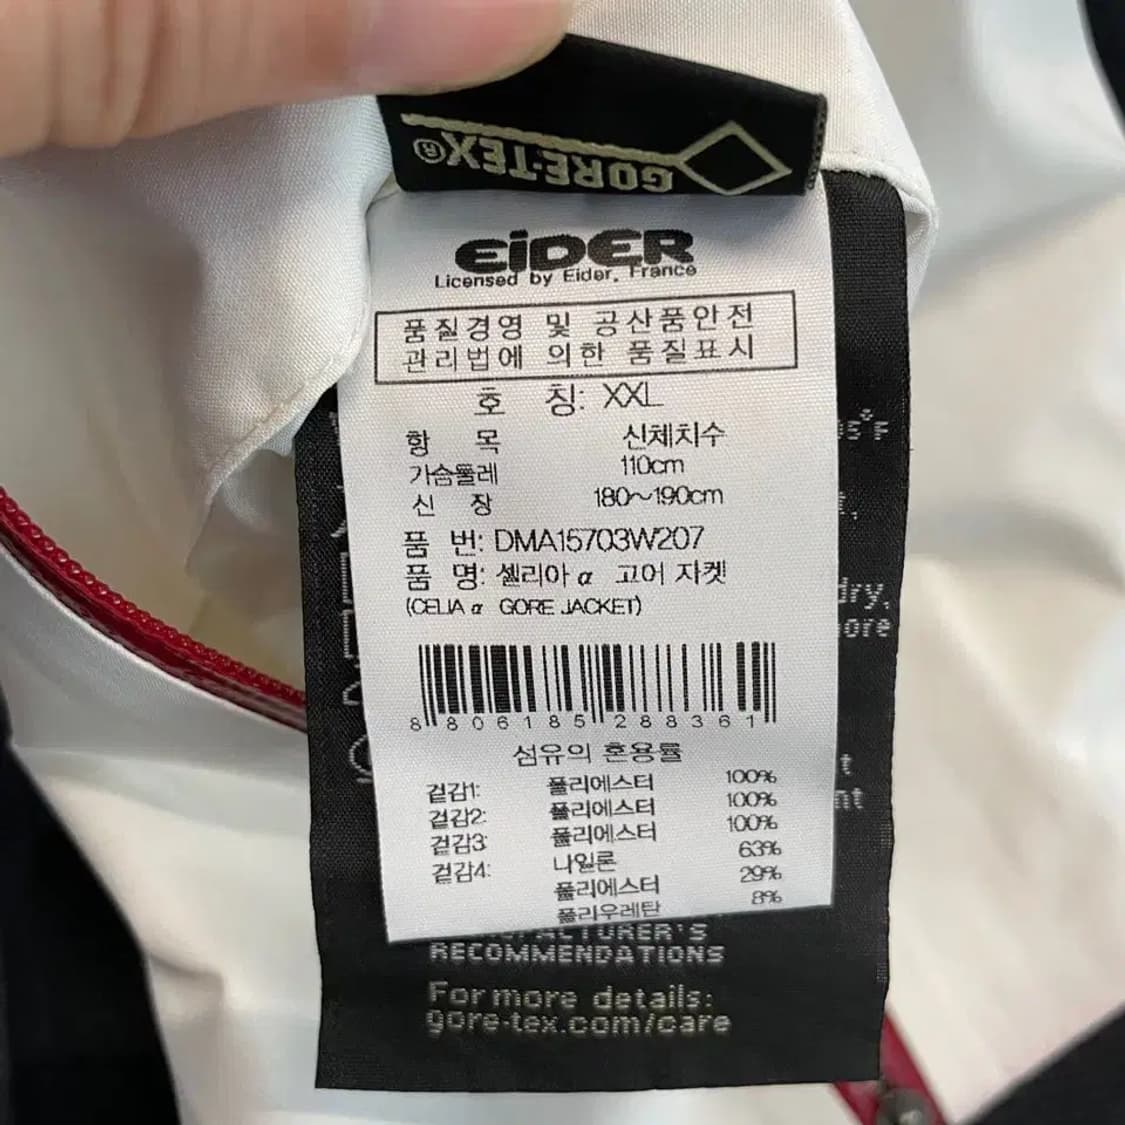 GORE-TEX®
EiDER
Licensed by Eider, France
품질경영 및 공산품안전
관리법에 의한 품질표시
호 칭: XXL
항 목 신체치수
가슴둘레 110cm
신 장 180~190cm
품 번: DMA15703W207
품 명: 셀리아 α 고어 자켓
(CELIA α GORE JACKET)
8 806185 288361
섬유의 혼용률
겉감1: 폴리에스터 100%
겉감2: 폴리에스터 100%
겉감3: 폴리에스터 100%
겉감4: 나일론 63%
폴리에스터 29%
폴리우레탄 8%
RECOMMENDATIONS
For more details:
gore-tex.com/care
dry,